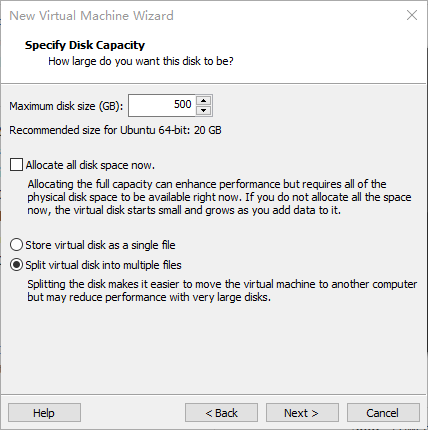 New Virtual Machine Wizard
Specify Disk Capacity
How large do you want this disk to be?
Maximum disk size (GB): 500
Recommended size for Ubuntu 64-bit: 20 GB
Allocate all disk space now.
Allocating the full capacity can enhance performance but requires all of the
physical disk space to be available right now. If you do not allocate all the space
now, the virtual disk starts small and grows as you add data to it.
Store virtual disk as a single file
Split virtual disk into multiple files
Splitting the disk makes it easier to move the virtual machine to another computer
but may reduce performance with very large disks.
Help < Back Next > Cancel